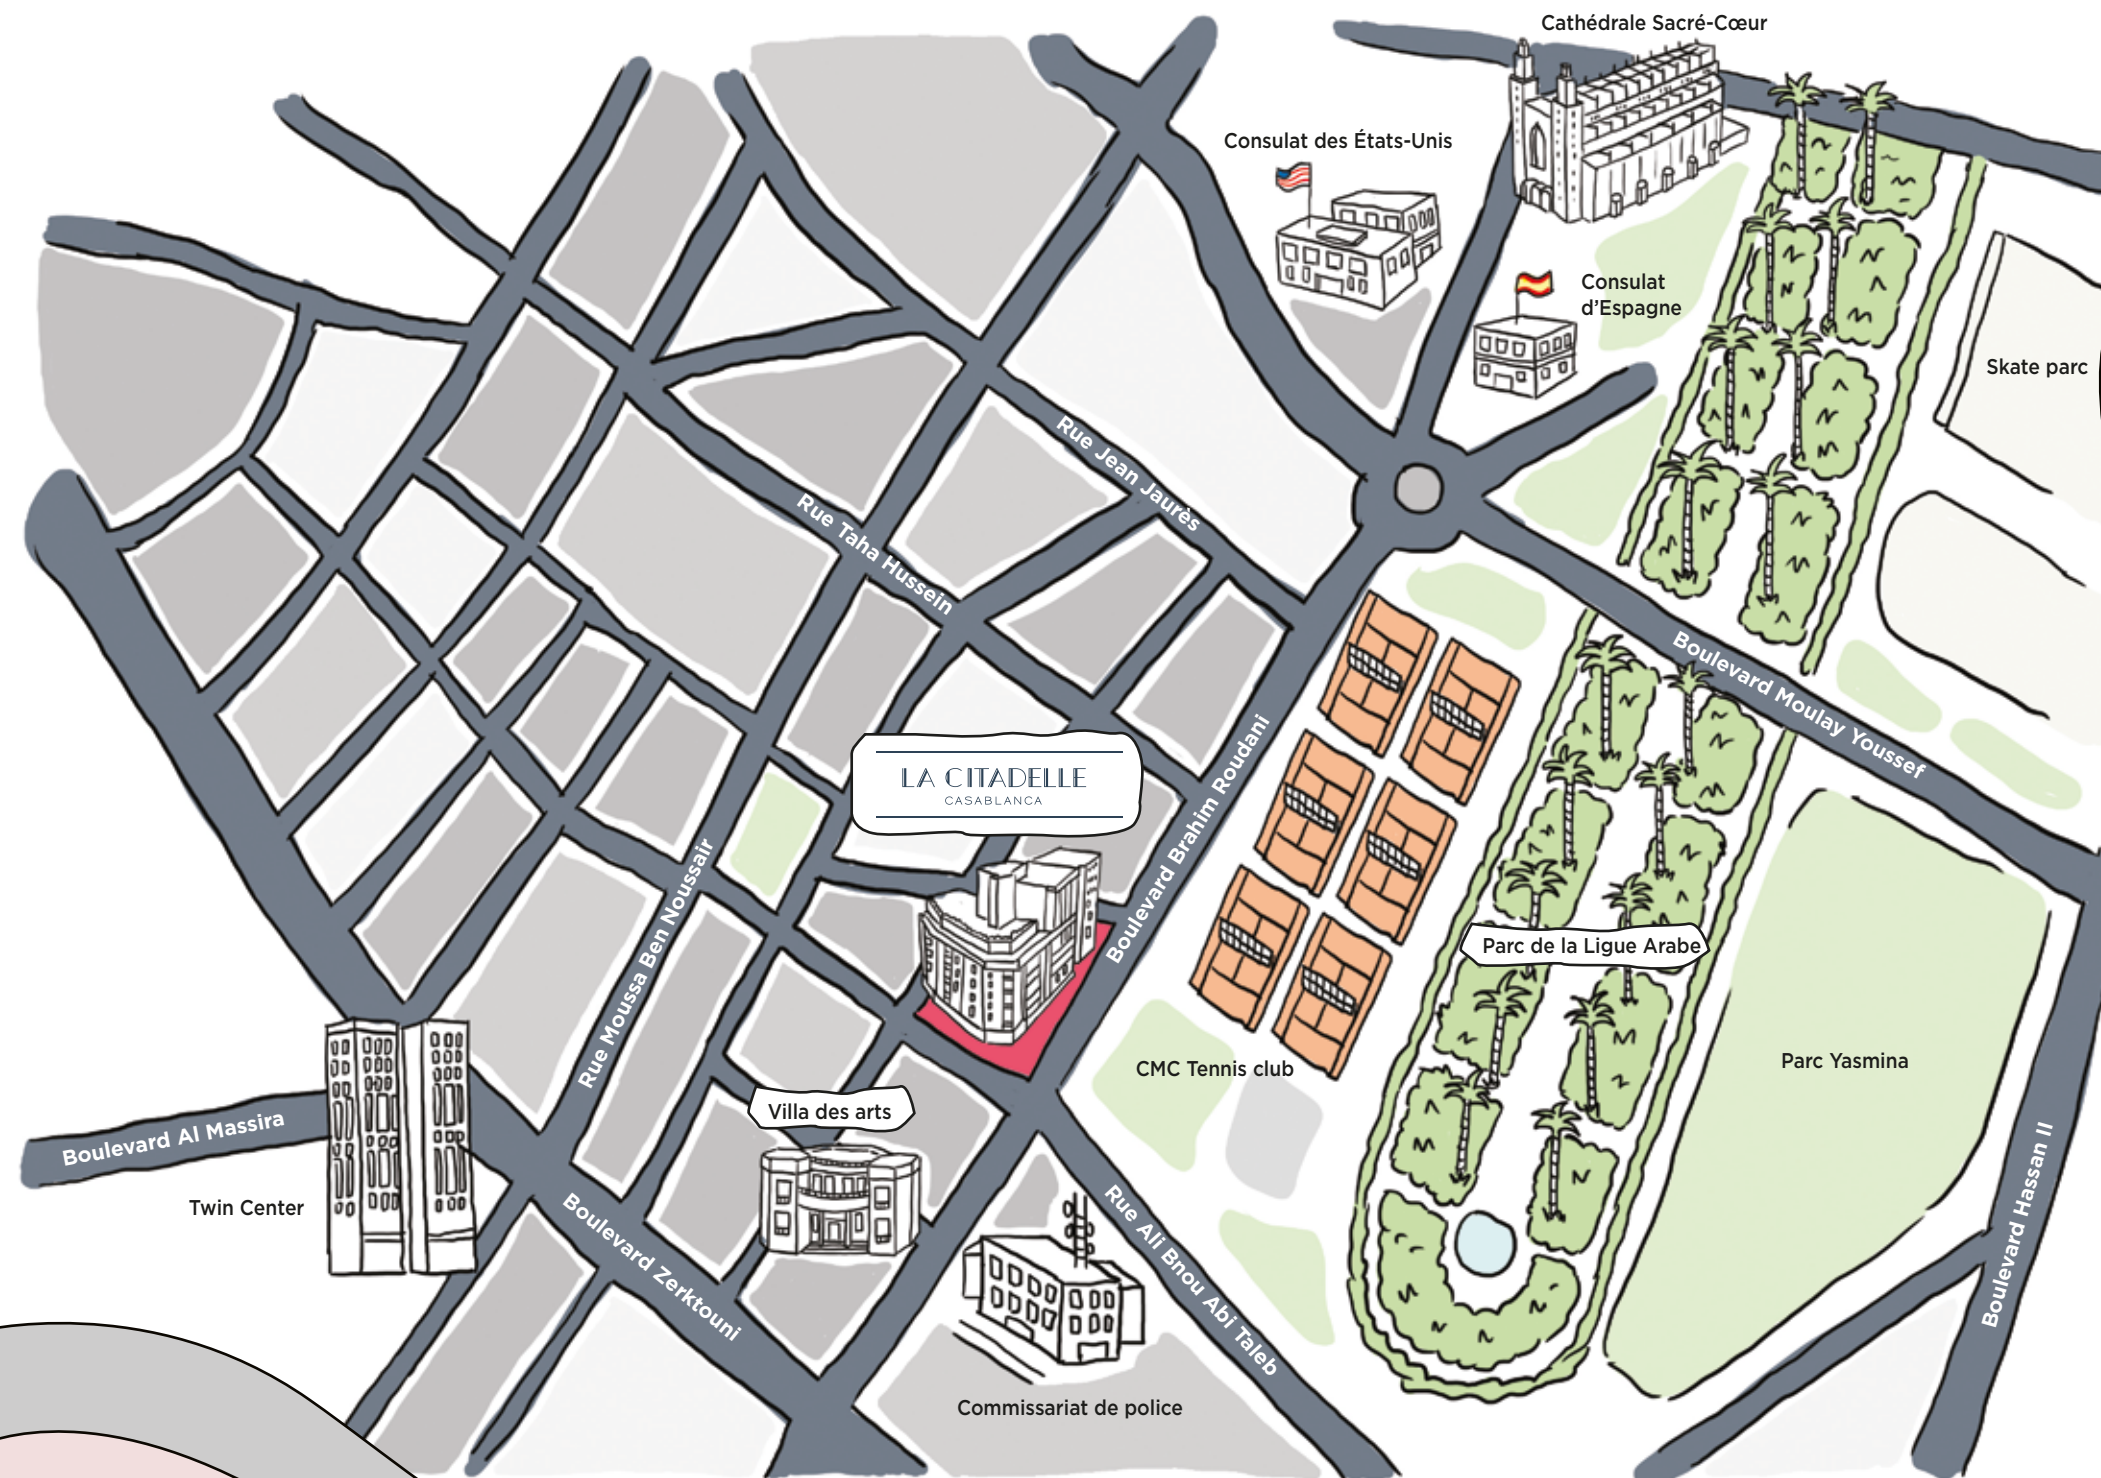 Cathédrale Sacré-Cœur
Consulat des États-Unis
Consulat
d'Espagne
Skate parc
Rue Jean Jaurès
Rue Taha Hussein
Boulevard Moulay Youssef
LA CITADELLE
CASABLANCA
Boulevard Brahim Roudani
Rue Moussa Ben Noussair
Parc de la Ligue Arabe
Parc Yasmina
CMC Tennis club
Villa des arts
Boulevard Al Massira
Twin Center
Boulevard Zerktouni
Rue Ali Bnou Abi Taleb
Boulevard Hassan II
Commissariat de police